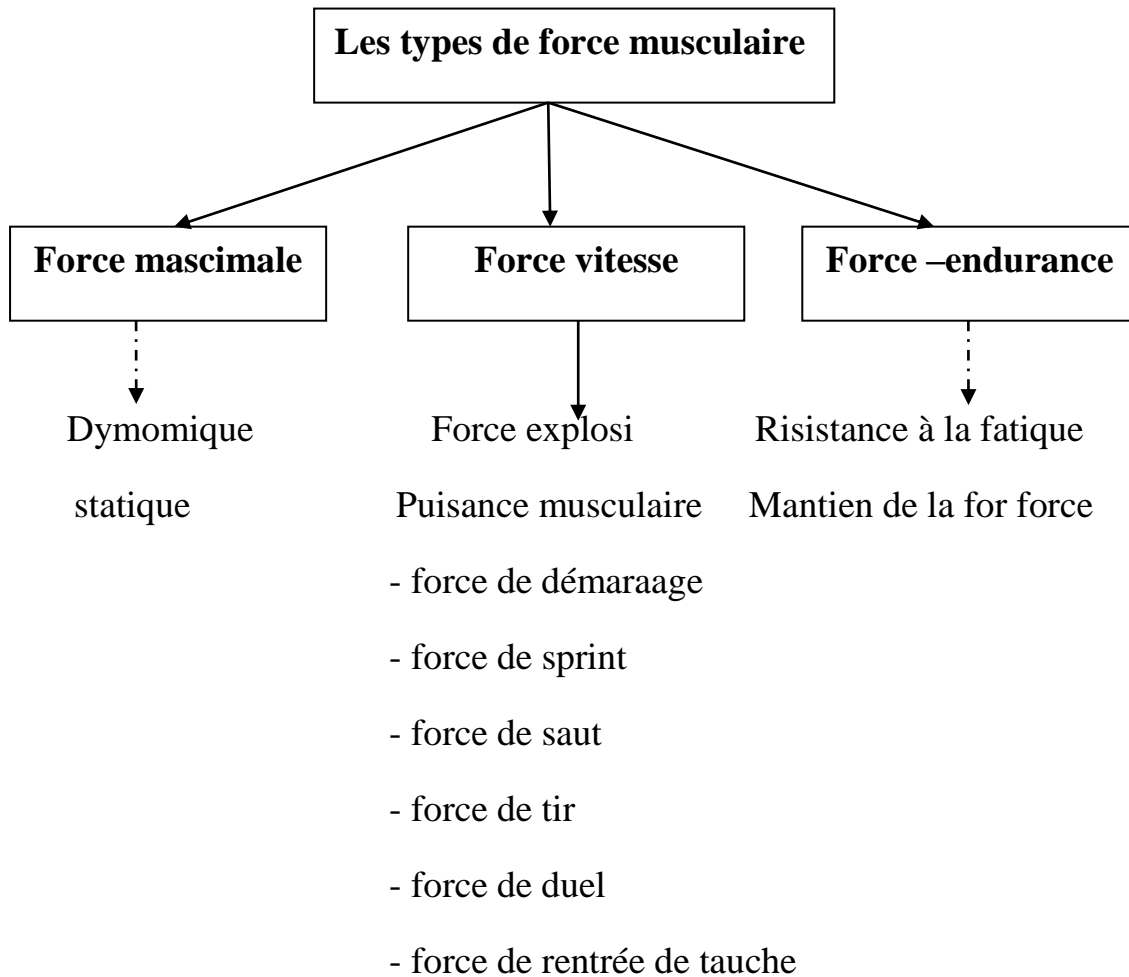 Les types de force musculaire
Force mascimale
Force vitesse
Force –endurance
Dymomique
statique
Force explosi
Puisance musculaire
- force de démaraage
- force de sprint
- force de saut
- force de tir
- force de duel
- force de rentrée de tauche
Risistance à la fatique
Mantien de la for force